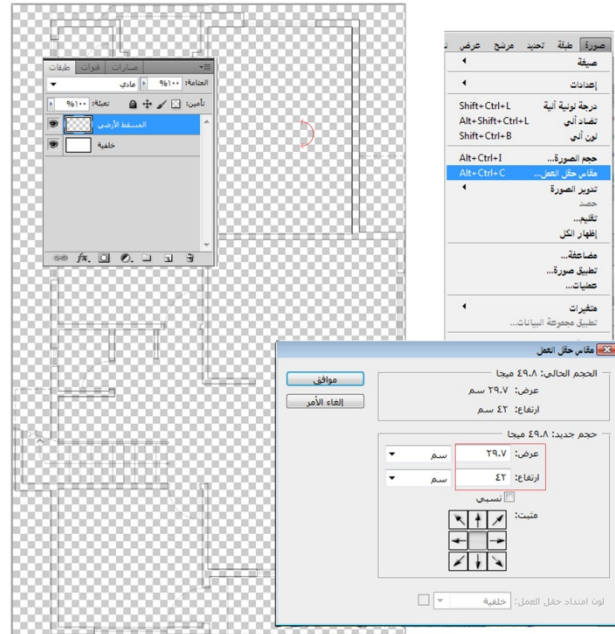 صورة طبقة تحديد مرشح عرض
صيغة
إعدادات
درجة لونية آلية Shift+Ctrl+L
تضاد آلي Alt+Shift+Ctrl+L
لون آلي Shift+Ctrl+B
حجم الصورة... Alt+Ctrl+I
مقاس حقل العمل... Alt+Ctrl+C
تدوير الصورة
حصد
تقليم...
إظهار الكل
مضاعفة...
تطبيق صورة...
عمليات...
متغيرات
تطبيق مجموعة البيانات...
طبقات قنوات مسارات
العتامة: ١٠٠% عادي
تأمين: تعبئة: ١٠٠%
المسقط الأرضي
خلفية
fx.
مقاس حقل العمل
الحجم الحالي: ٤٩.٨ ميجا
عرض: ٢٩.٧ سم
ارتفاع: ٤٢ سم
موافق
إلغاء الأمر
حجم جديد: ٤٩.٨ ميجا
عرض: ٢٩.٧ سم
ارتفاع: ٤٢ سم
نسبي
مثبت:
لون امتداد حقل العمل: خلفية